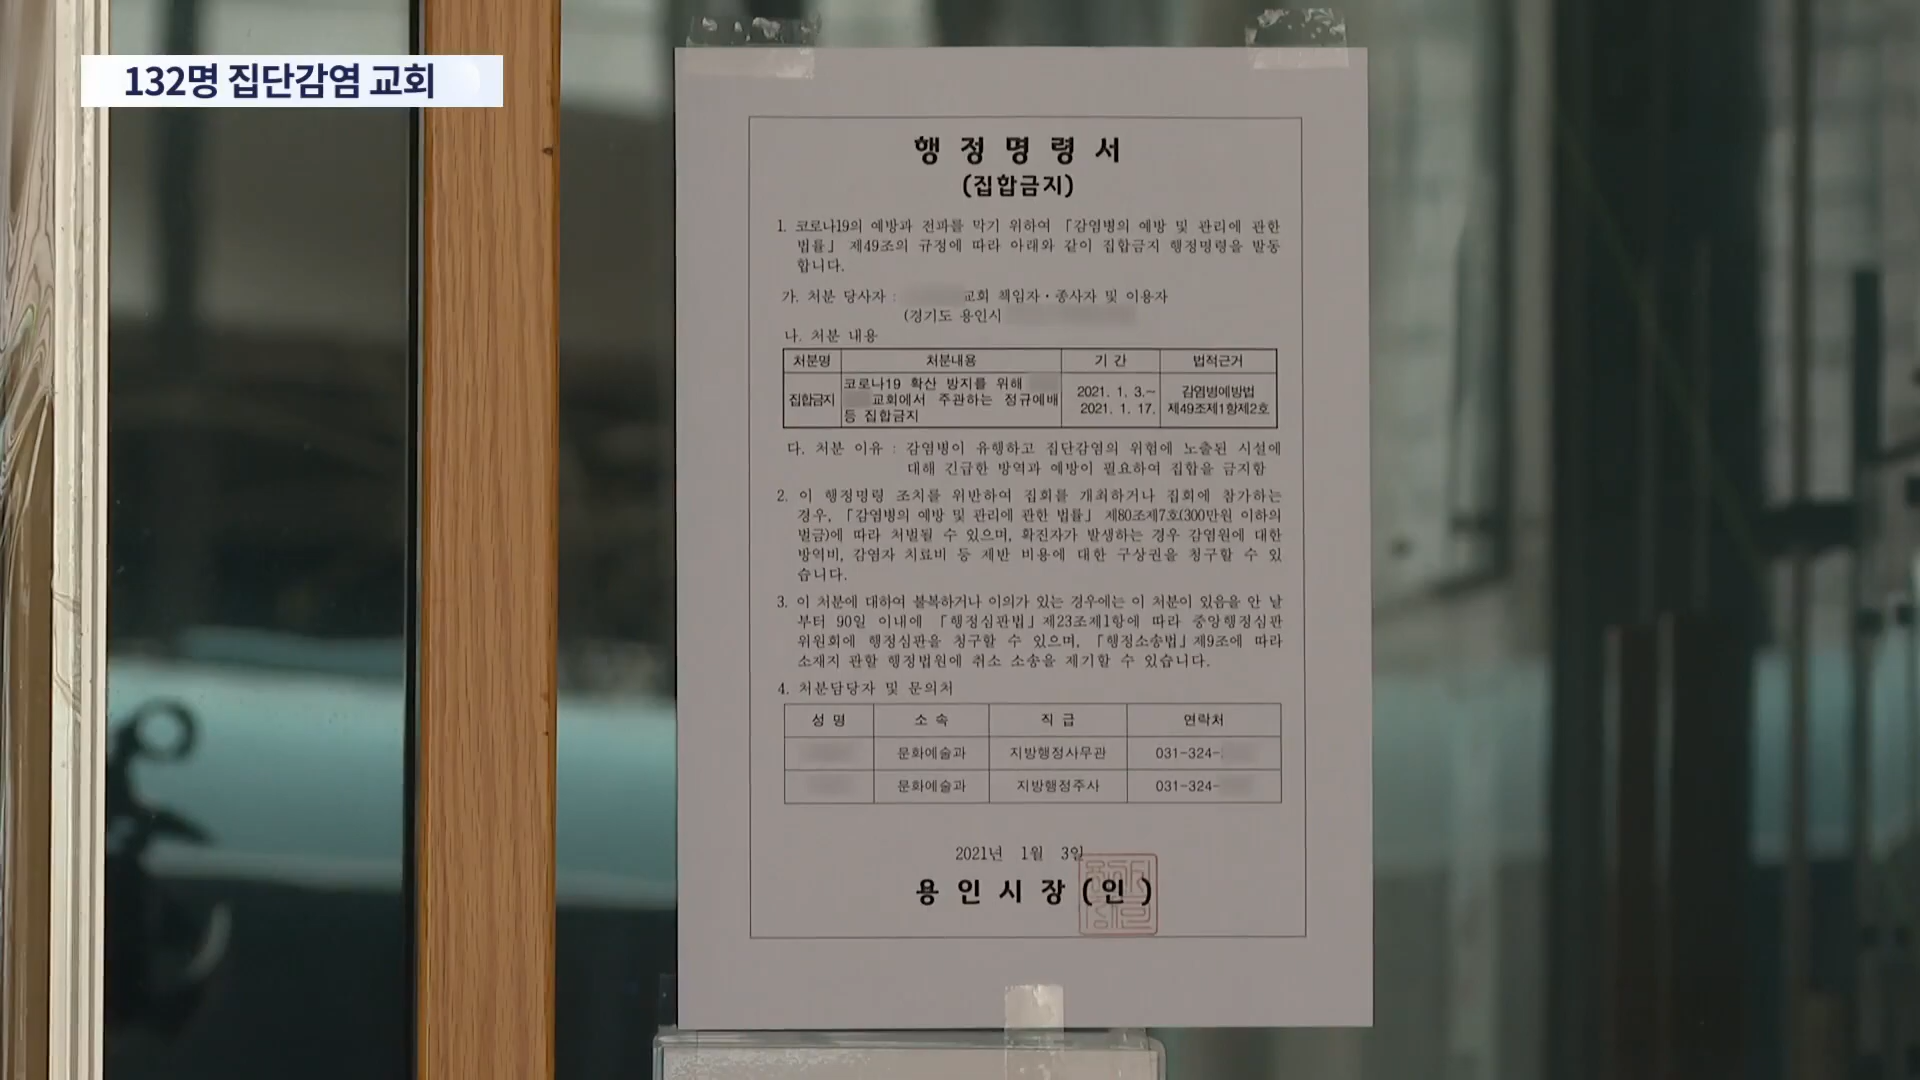 132명 집단감염 교회
행정명령서
(집합금지)
1. 코로나19의 예방과 전파를 막기 위하여 「감염병의 예방 및 관리에 관한
법률」 제49조의 규정에 따라 아래와 같이 집합금지 행정명령을 발동
합니다.
가. 처분 당사자 : 교회 책임자·종사자 및 이용자
(경기도 용인시
나. 처분 내용
처분명 처분내용 기 간 법적근거
코로나19 확산 방지를 위해
집합금지 교회에서 주관하는 정규예배 2021. 1. 3.~ 감염병예방법
등 집합금지 2021. 1. 17. 제49조제1항제2호
다. 처분 이유 : 감염병이 유행하고 집단감염의 위험에 노출된 시설에
대해 긴급한 방역과 예방이 필요하여 집합을 금지함
2. 이 행정명령 조치를 위반하여 집회를 개최하거나 집회에 참가하는
경우, 「감염병의 예방 및 관리에 관한 법률」 제80조제7호(300만원 이하의
벌금)에 따라 처벌될 수 있으며, 확진자가 발생하는 경우 감염원에 대한
방역비, 감염자 치료비 등 제반 비용에 대한 구상권을 청구할 수 있
습니다.
3. 이 처분에 대하여 불복하거나 이의가 있는 경우에는 이 처분이 있음을 안 날
부터 90일 이내에 「행정심판법」제23조제1항에 따라 중앙행정심판
위원회에 행정심판을 청구할 수 있으며, 「행정소송법」제9조에 따라
소재지 관할 행정법원에 취소 소송을 제기할 수 있습니다.
4. 처분담당자 및 문의처
성 명 소 속 직 급 연락처
문화예술과 지방행정사무관 031-324-
문화예술과 지방행정주사 031-324-
2021년 1월 3일
용인시장(인)